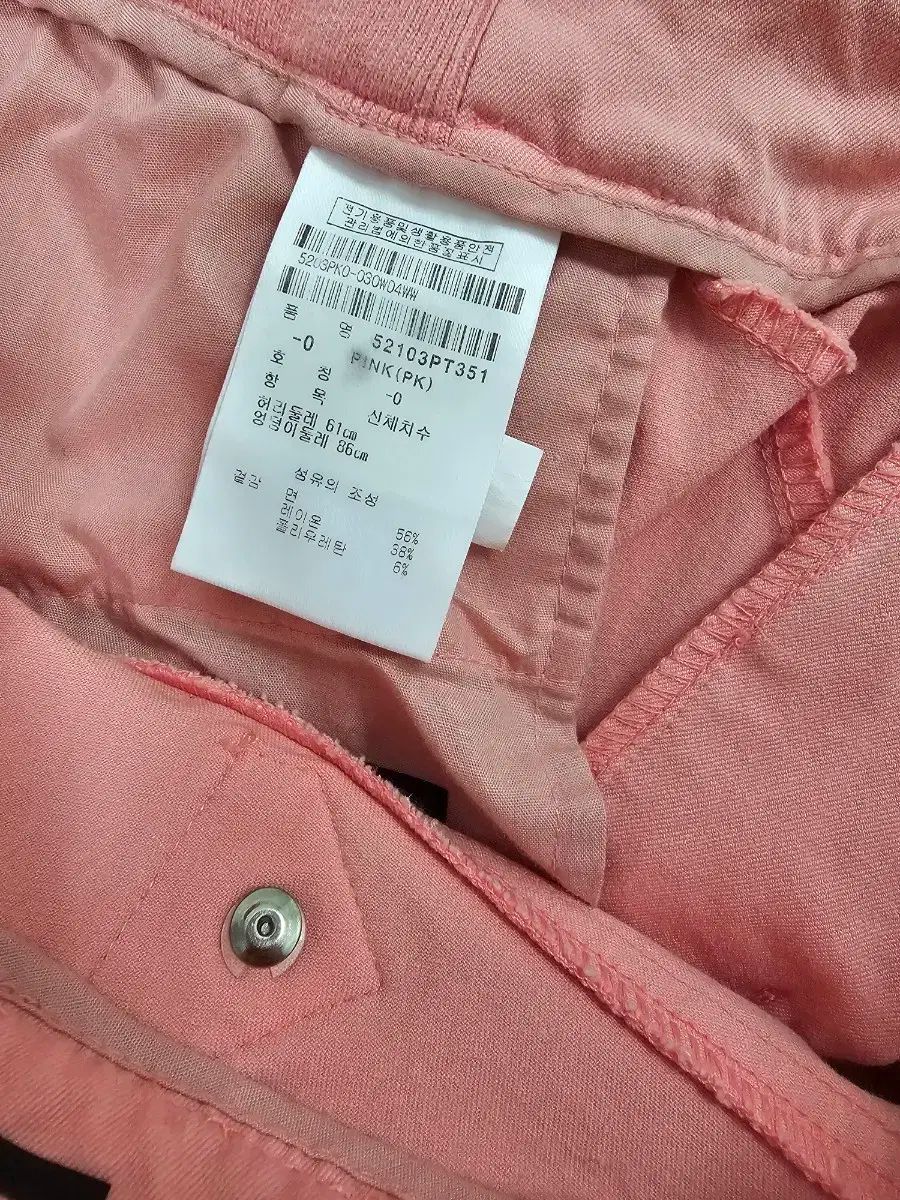 전기용품및생활용품안전
관리법에의한품질표시
5203PK0-030W04WW
품 명 52103PT351
-0 PINK(PK)
호 칭 -0
항 목 신체치수
허리둘레 61cm
엉덩이둘레 86cm
섬유의 조성
겉감 면 56%
레이온 38%
폴리우레탄 6%